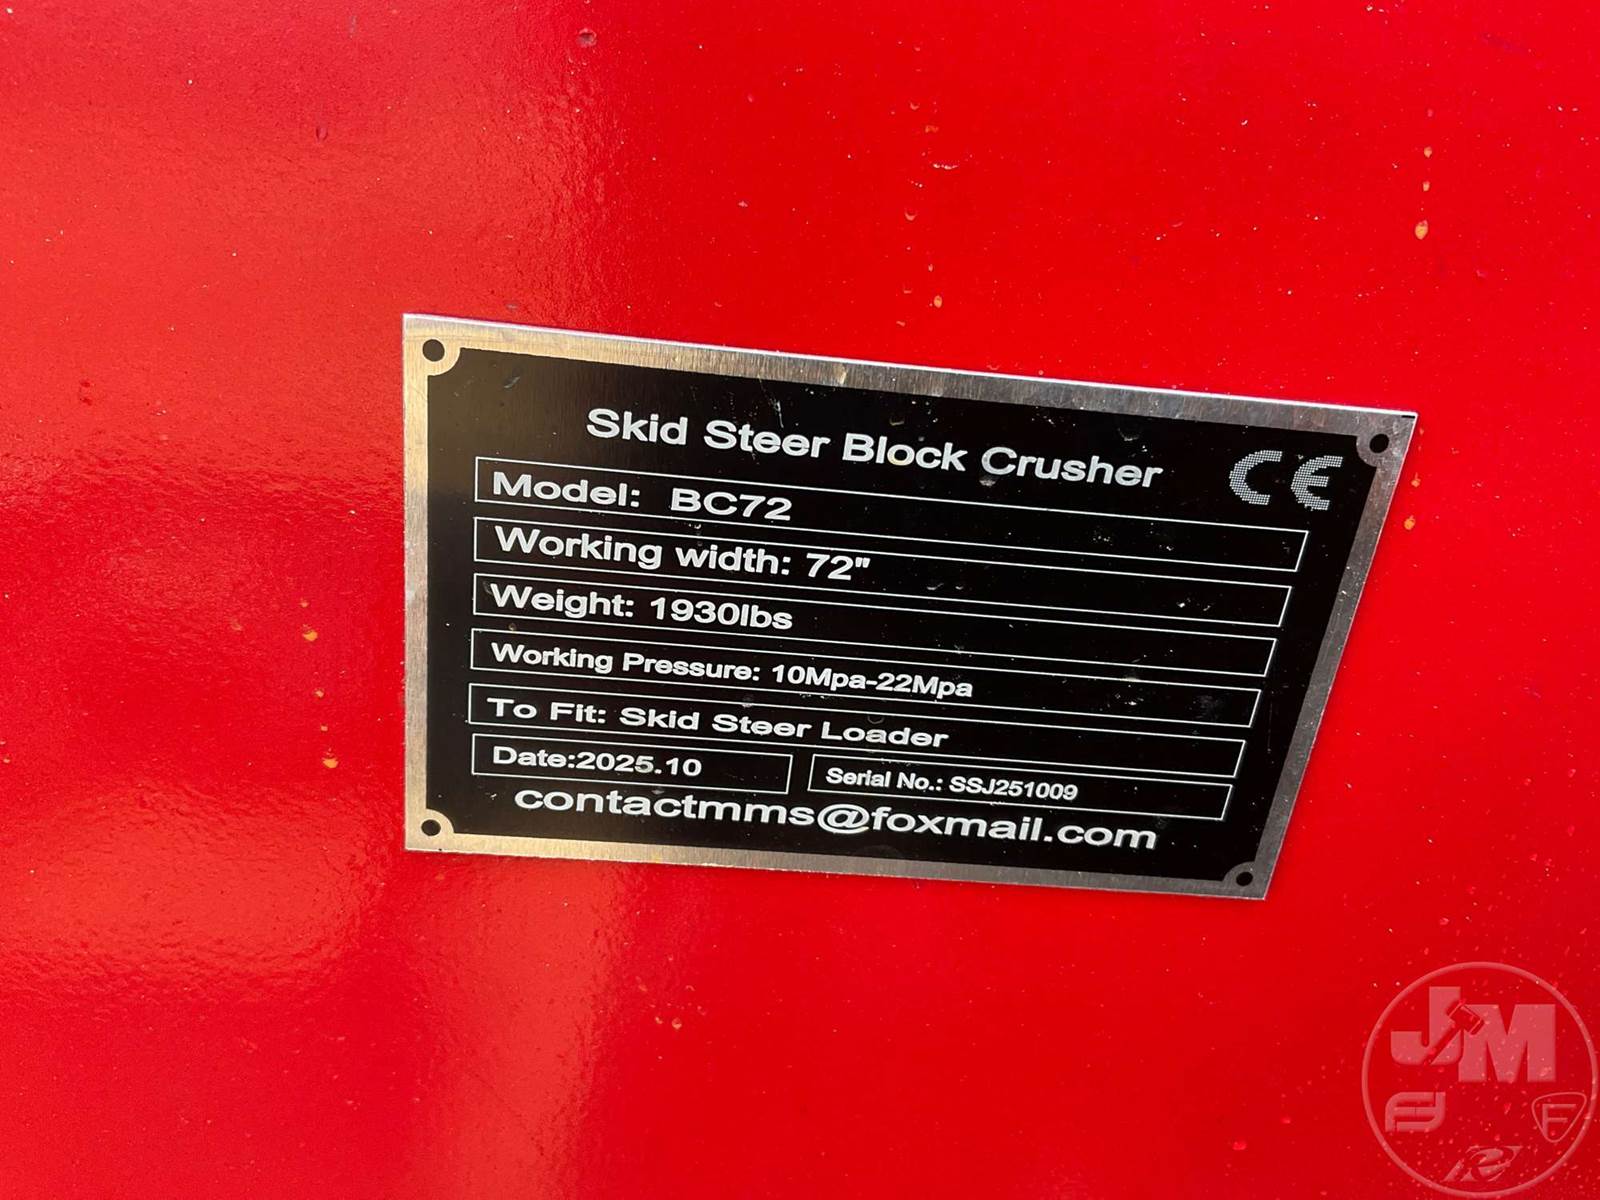 Skid Steer Block Crusher
CE
Model: BC72
Working width: 72"
Weight: 1930lbs
Working Pressure: 10Mpa-22Mpa
To Fit: Skid Steer Loader
Date:2025.10 Serial No.: SSJ251009
contactmms@foxmail.com
JM
F